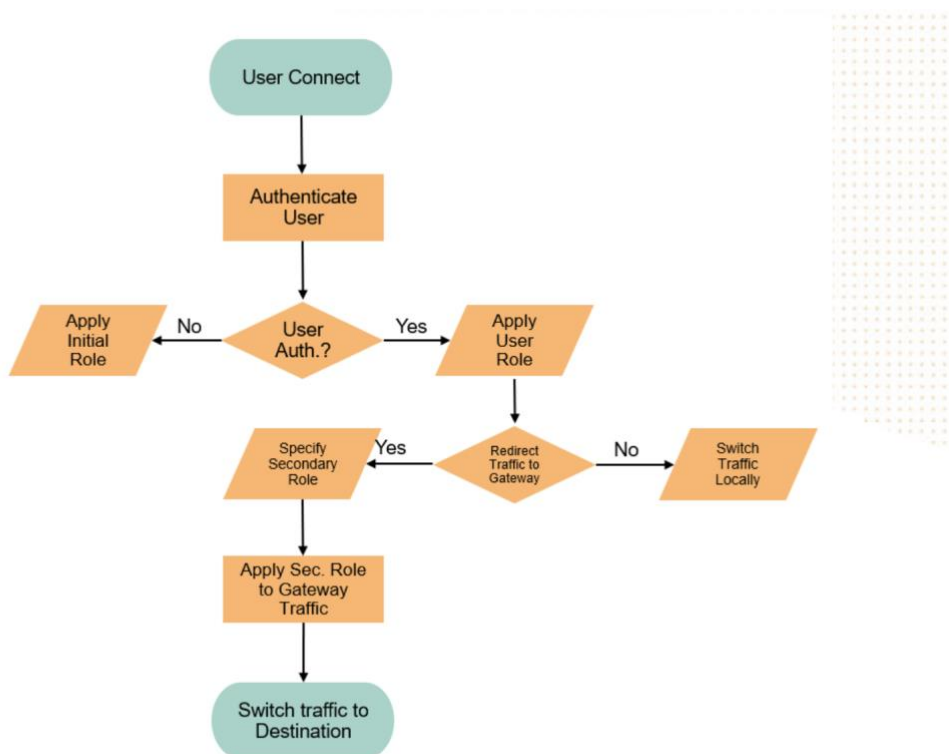 User Connect
Authenticate
User
No
User
Auth.?
Yes
Apply
Initial
Role
Apply
User
Role
Specify
Secondary
Role
Yes
Redirect
Traffic to
Gateway
No
Switch
Traffic
Locally
Apply Sec. Role
to Gateway
Traffic
Switch traffic to
Destination